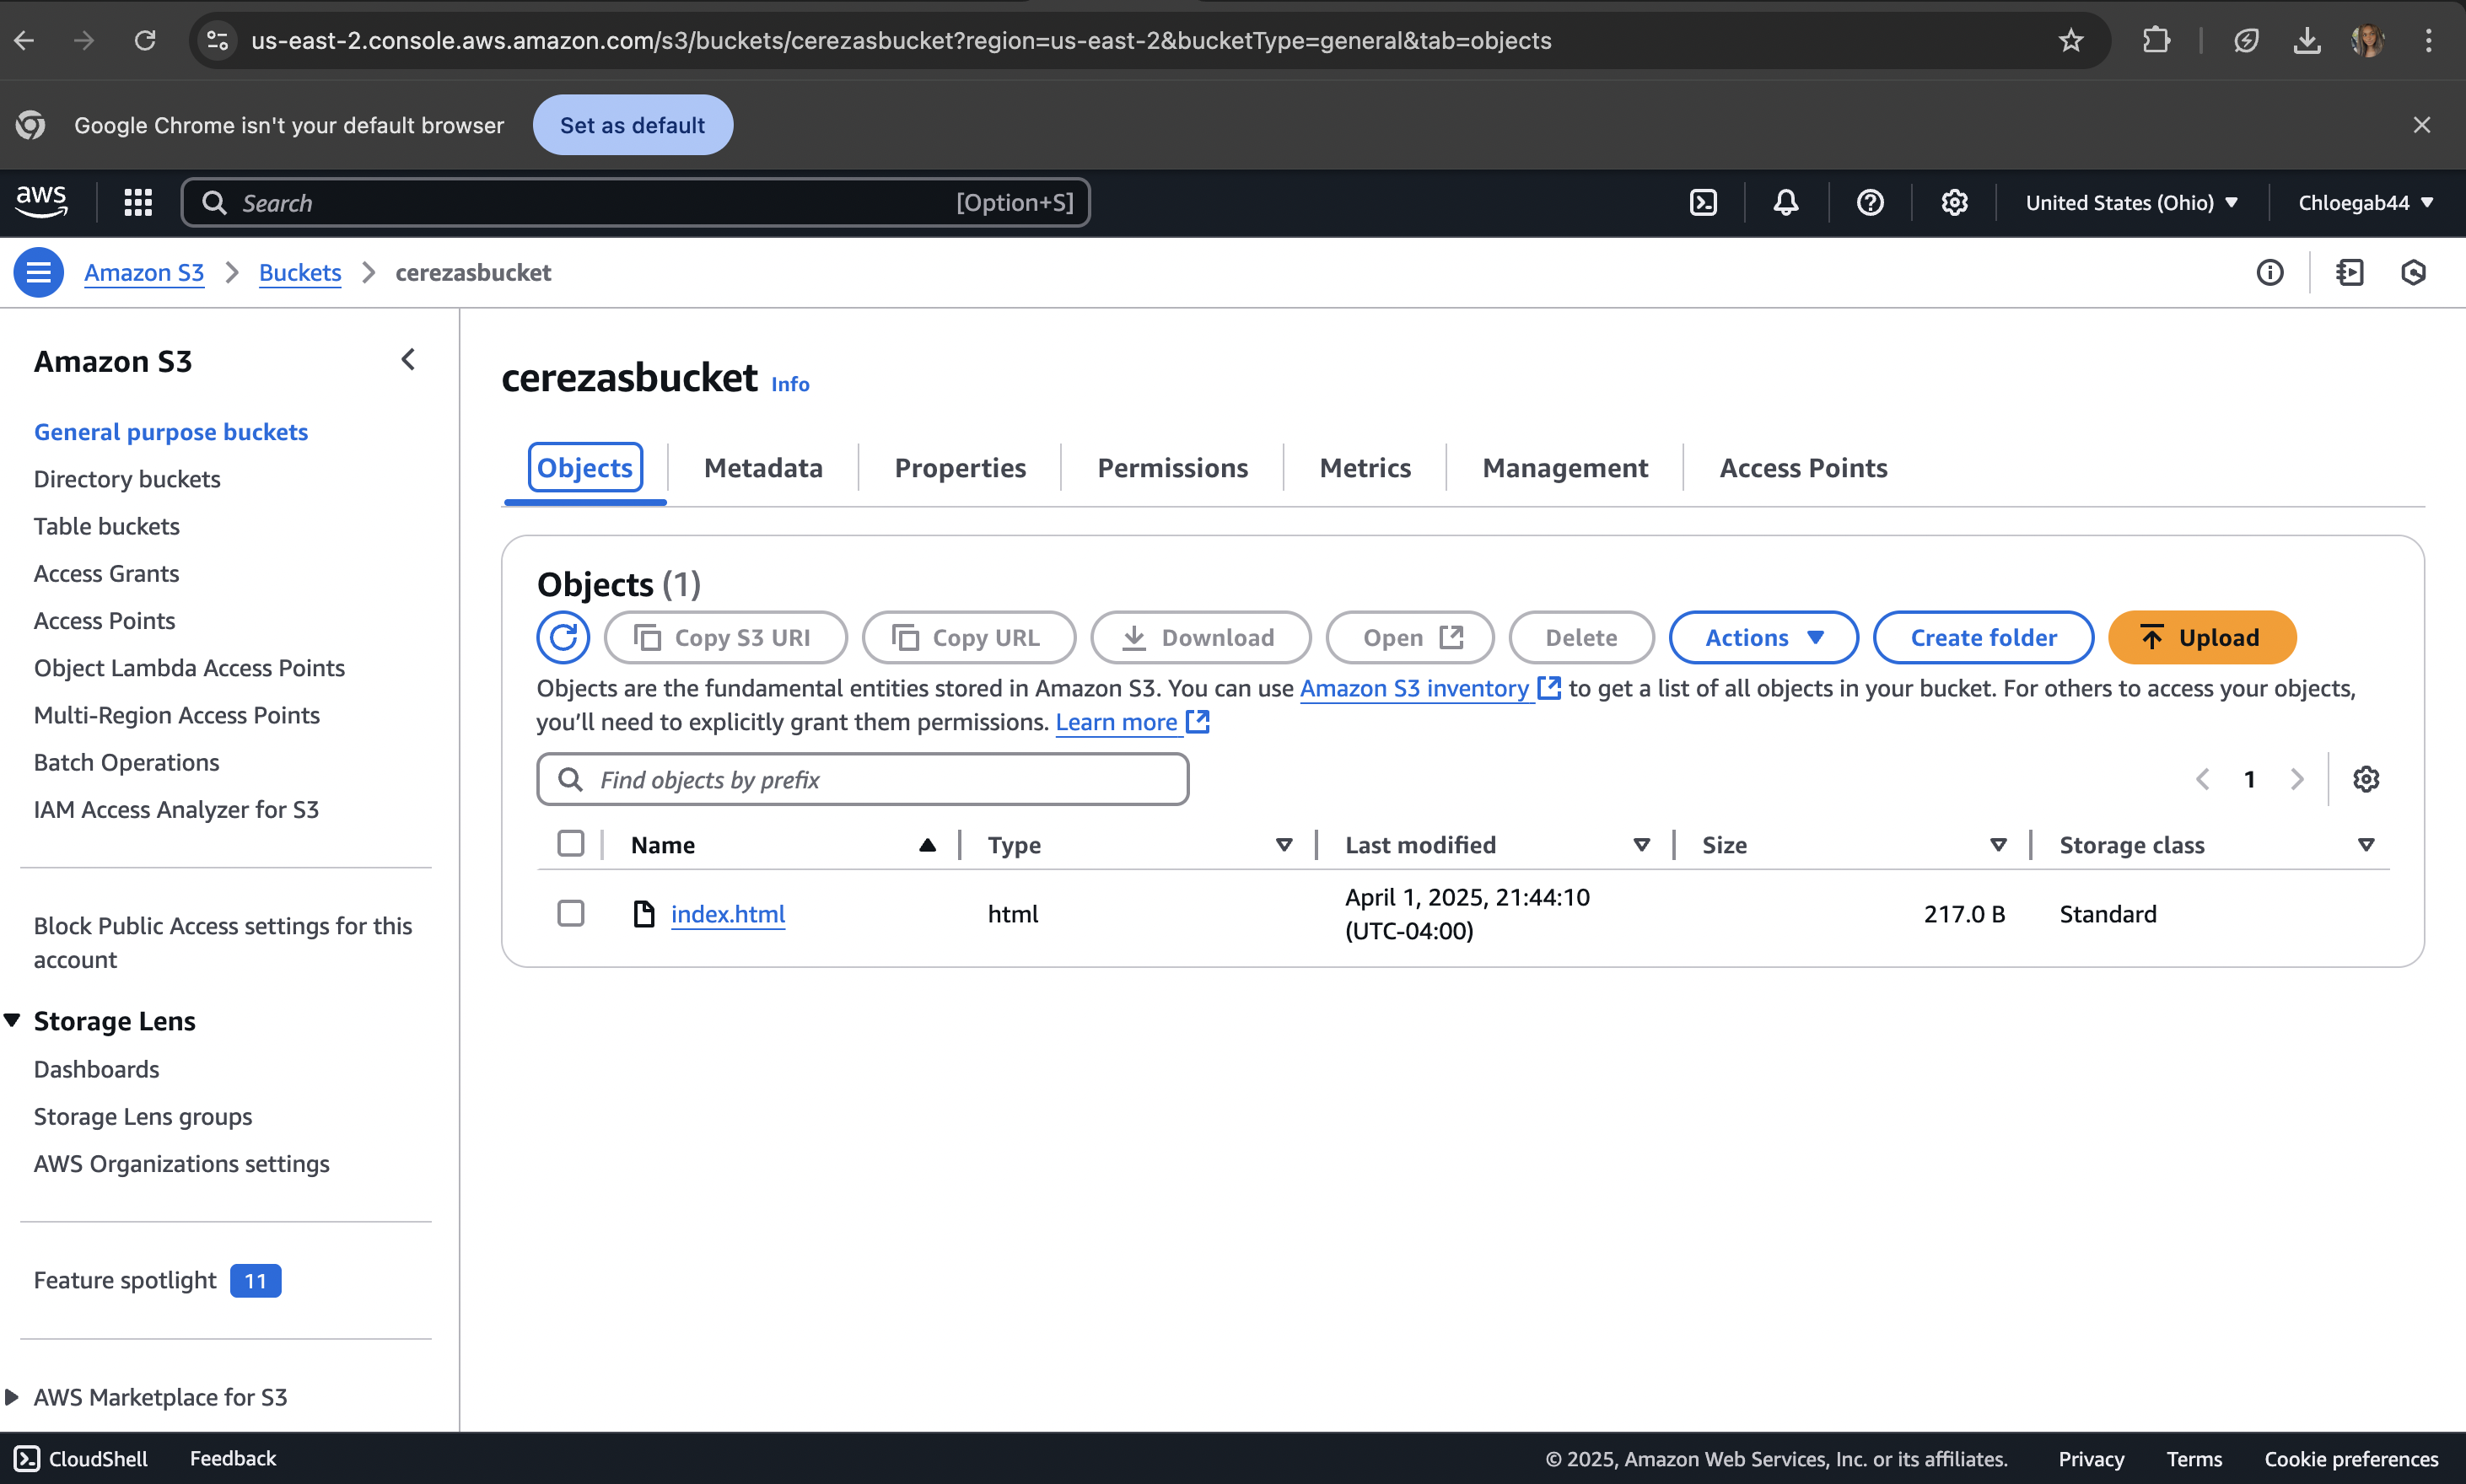 us-east-2.console.aws.amazon.com/s3/buckets/cerezasbucket?region=us-east-2&bucketType=general&tab=objects
Google Chrome isn't your default browser
Set as default
aws
Search
[Option+S]
United States (Ohio)
Chloegab44
Amazon S3
Buckets
cerezasbucket
Amazon S3
General purpose buckets
Directory buckets
Table buckets
Access Grants
Access Points
Object Lambda Access Points
Multi-Region Access Points
Batch Operations
IAM Access Analyzer for S3
Block Public Access settings for this
account
Storage Lens
Dashboards
Storage Lens groups
AWS Organizations settings
Feature spotlight 11
AWS Marketplace for S3
cerezasbucket Info
Objects
Metadata
Properties
Permissions
Metrics
Management
Access Points
Objects (1)
Copy S3 URI
Copy URL
Download
Open
Delete
Actions
Create folder
Upload
Objects are the fundamental entities stored in Amazon S3. You can use Amazon S3 inventory to get a list of all objects in your bucket. For others to access your objects,
you’ll need to explicitly grant them permissions. Learn more
Find objects by prefix
1
Name
Type
Last modified
Size
Storage class
index.html
html
April 1, 2025, 21:44:10
(UTC-04:00)
217.0 B
Standard
CloudShell
Feedback
© 2025, Amazon Web Services, Inc. or its affiliates.
Privacy
Terms
Cookie preferences